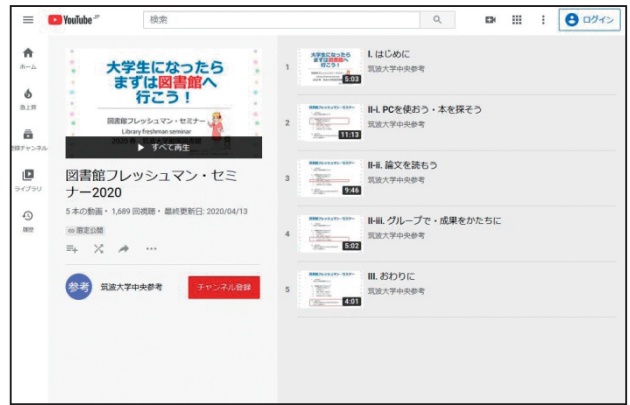 YouTube JP
検索
ログイン
ホーム
急上昇
登録チャンネル
ライブラリ
履歴
大学生になったら
まずは図書館へ
行こう!
図書館フレッシュマン・セミナー
Library freshman seminar
▶ すべて再生
図書館フレッシュマン・セミ
ナー2020
5 本の動画・1,689 回視聴・最終更新日: 2020/04/13
限定公開
参考 筑波大学中央参考 チャンネル登録
1 5:03 I. はじめに
筑波大学中央参考
2 11:13 II-i. PCを使おう・本を探そう
筑波大学中央参考
3 9:46 II-ii. 論文を読もう
筑波大学中央参考
4 5:02 II-iii. グループで・成果をかたちに
筑波大学中央参考
5 4:01 III. おわりに
筑波大学中央参考